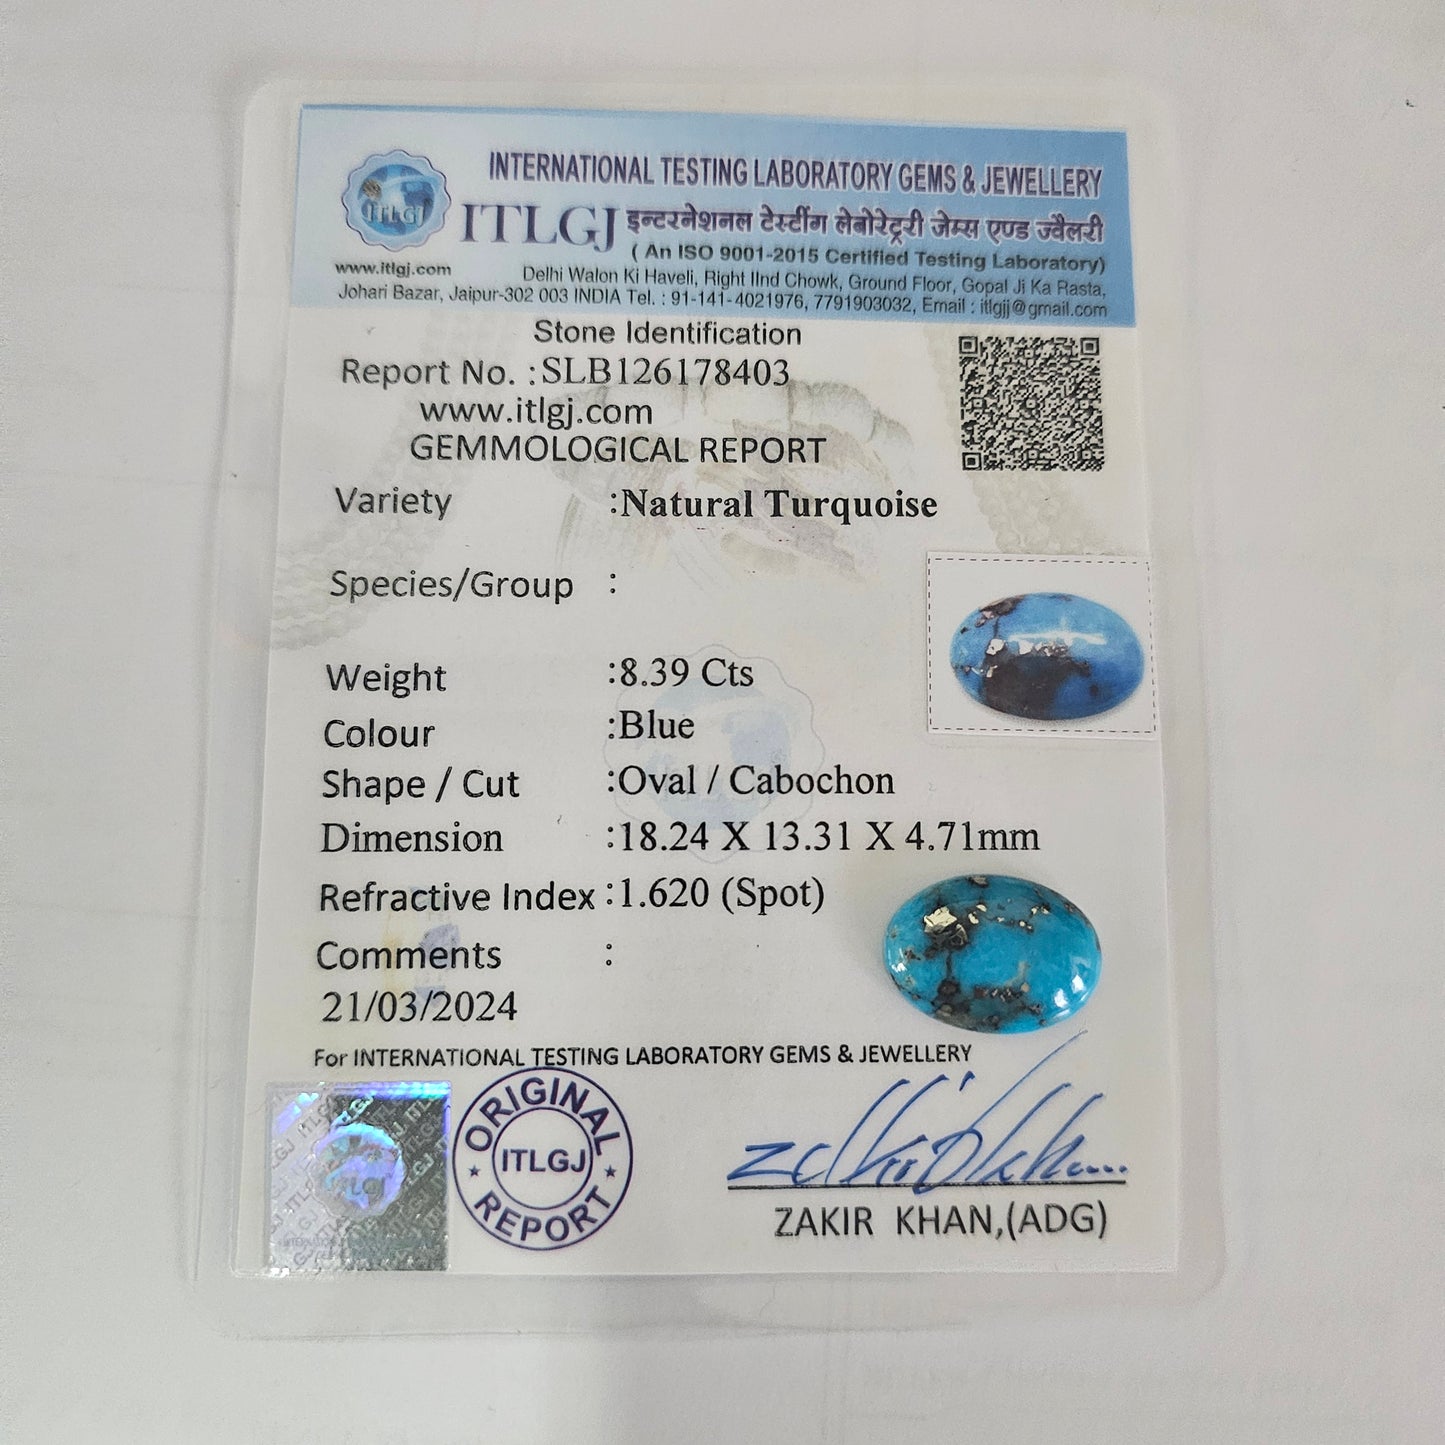 INTERNATIONAL TESTING LABORATORY GEMS & JEWELLERY
ITLGJ
ITLGJ इन्टरनेशनल टेस्टींग लेबोरेट्ररी जेम्स एण्ड ज्वैलरी
( An ISO 9001-2015 Certified Testing Laboratory)
www.itlgj.com Delhi Walon Ki Haveli, Right IInd Chowk, Ground Floor, Gopal Ji Ka Rasta,
Johari Bazar, Jaipur-302 003 INDIA Tel. : 91-141-4021976, 7791903032, Email : itlgjj@gmail.com
Stone Identification
Report No. :SLB126178403
www.itlgj.com
GEMMOLOGICAL REPORT
Variety :Natural Turquoise
Species/Group :
Weight :8.39 Cts
Colour :Blue
Shape / Cut :Oval / Cabochon
Dimension :18.24 X 13.31 X 4.71mm
Refractive Index :1.620 (Spot)
Comments :
21/03/2024
For INTERNATIONAL TESTING LABORATORY GEMS & JEWELLERY
ORIGINAL
ITLGJ
REPORT
ZAKIR KHAN,(ADG)